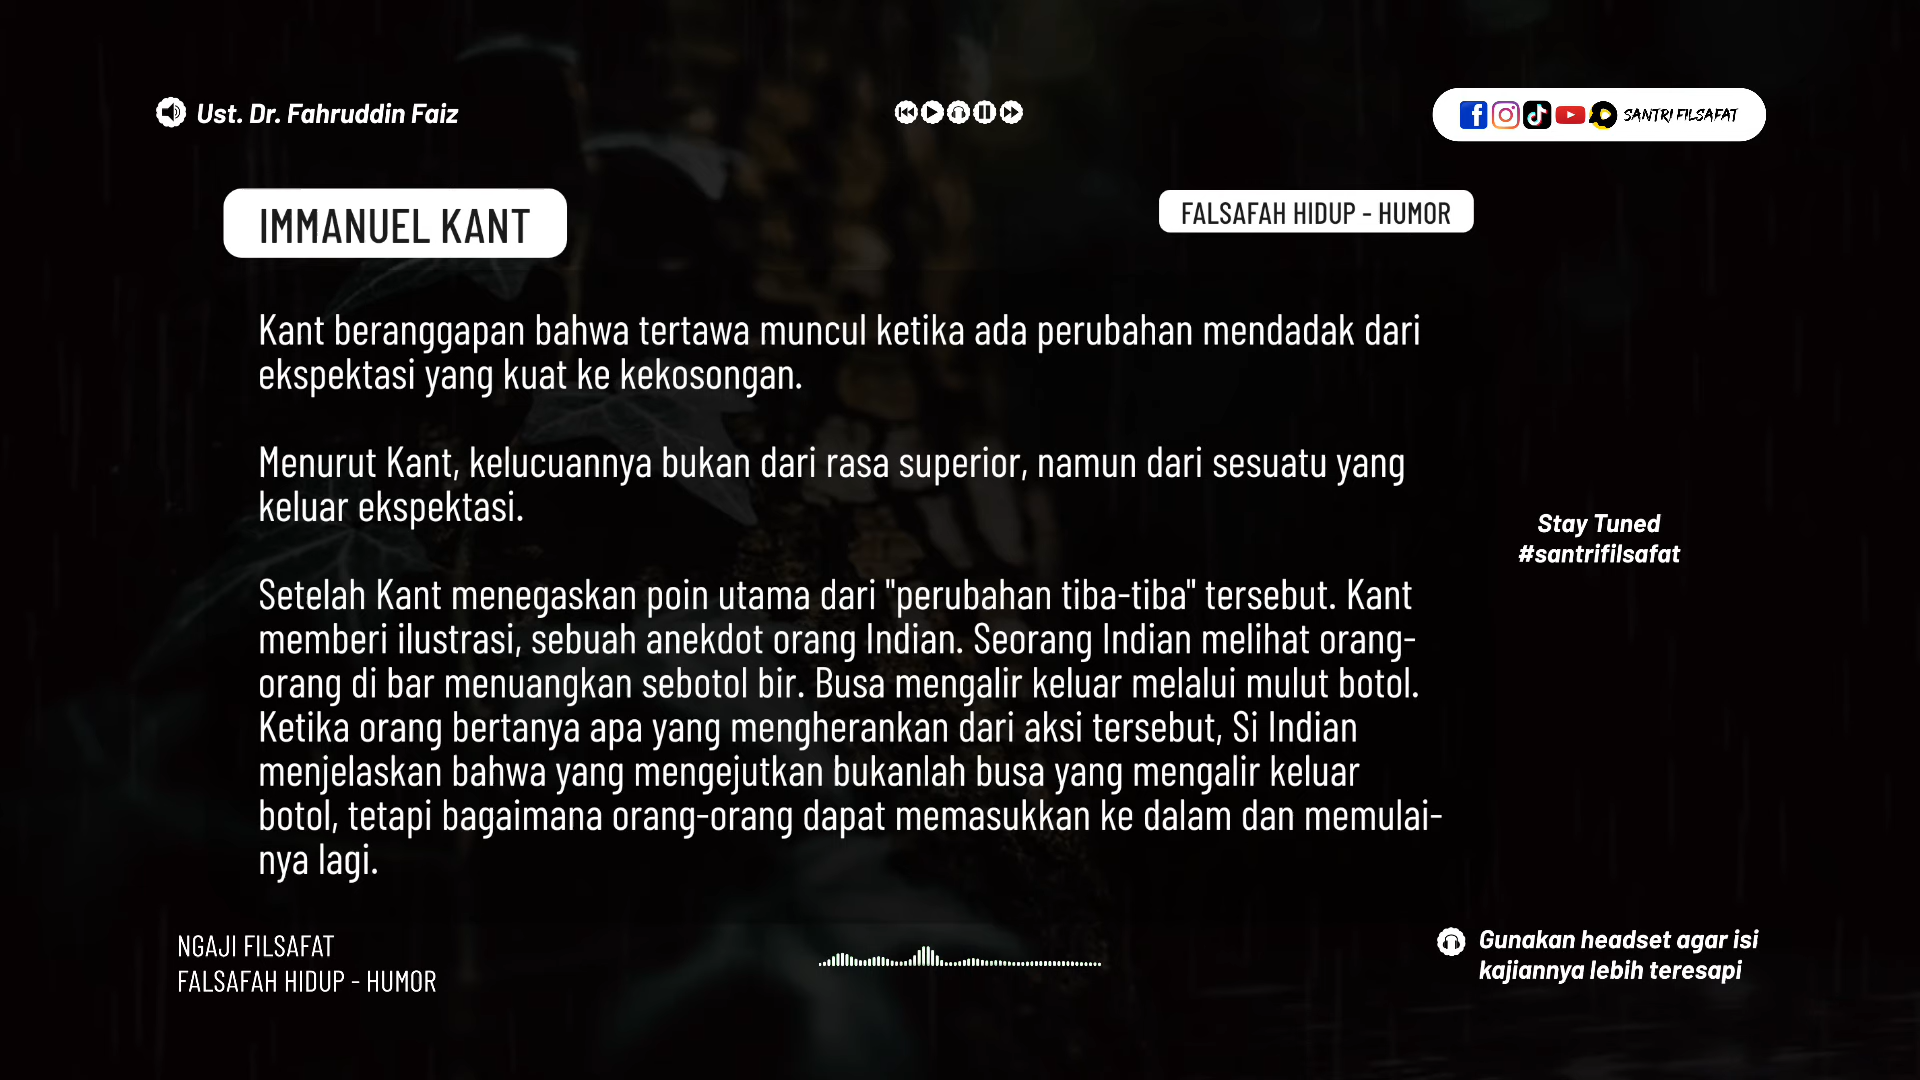 Ust. Dr. Fahruddin Faiz
SANTRI FILSAFAT
IMMANUEL KANT
FALSAFAH HIDUP - HUMOR
Kant beranggapan bahwa tertawa muncul ketika ada perubahan mendadak dari
ekspektasi yang kuat ke kekosongan.
Menurut Kant, kelucuannya bukan dari rasa superior, namun dari sesuatu yang
keluar ekspektasi.
Setelah Kant menegaskan poin utama dari "perubahan tiba-tiba" tersebut. Kant
memberi ilustrasi, sebuah anekdot orang Indian. Seorang Indian melihat orang-
orang di bar menuangkan sebotol bir. Busa mengalir keluar melalui mulut botol.
Ketika orang bertanya apa yang mengherankan dari aksi tersebut, Si Indian
menjelaskan bahwa yang mengejutkan bukanlah busa yang mengalir keluar
botol, tetapi bagaimana orang-orang dapat memasukkan ke dalam dan memulai-
nya lagi.
Stay Tuned
#santrifilsafat
NGAJI FILSAFAT
FALSAFAH HIDUP - HUMOR
Gunakan headset agar isi
kajiannya lebih teresapi